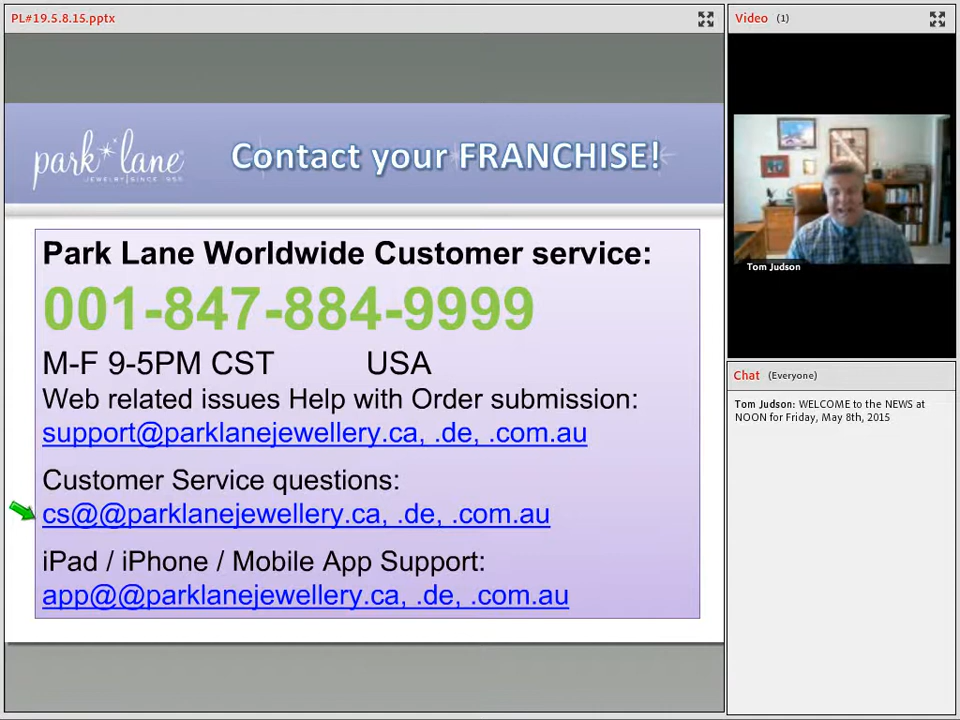 PL#19.5.8.15.pptx
park lane
Contact your FRANCHISE!
Park Lane Worldwide Customer service:
001-847-884-9999
M-F 9-5PM CST USA
Web related issues Help with Order submission:
support@parklanejewellery.ca, .de, .com.au
Customer Service questions:
cs@@parklanejewellery.ca, .de, .com.au
iPad / iPhone / Mobile App Support:
app@@parklanejewellery.ca, .de, .com.au
Video (1)
Tom Judson
Chat (Everyone)
Tom Judson: WELCOME to the NEWS at
NOON for Friday, May 8th, 2015